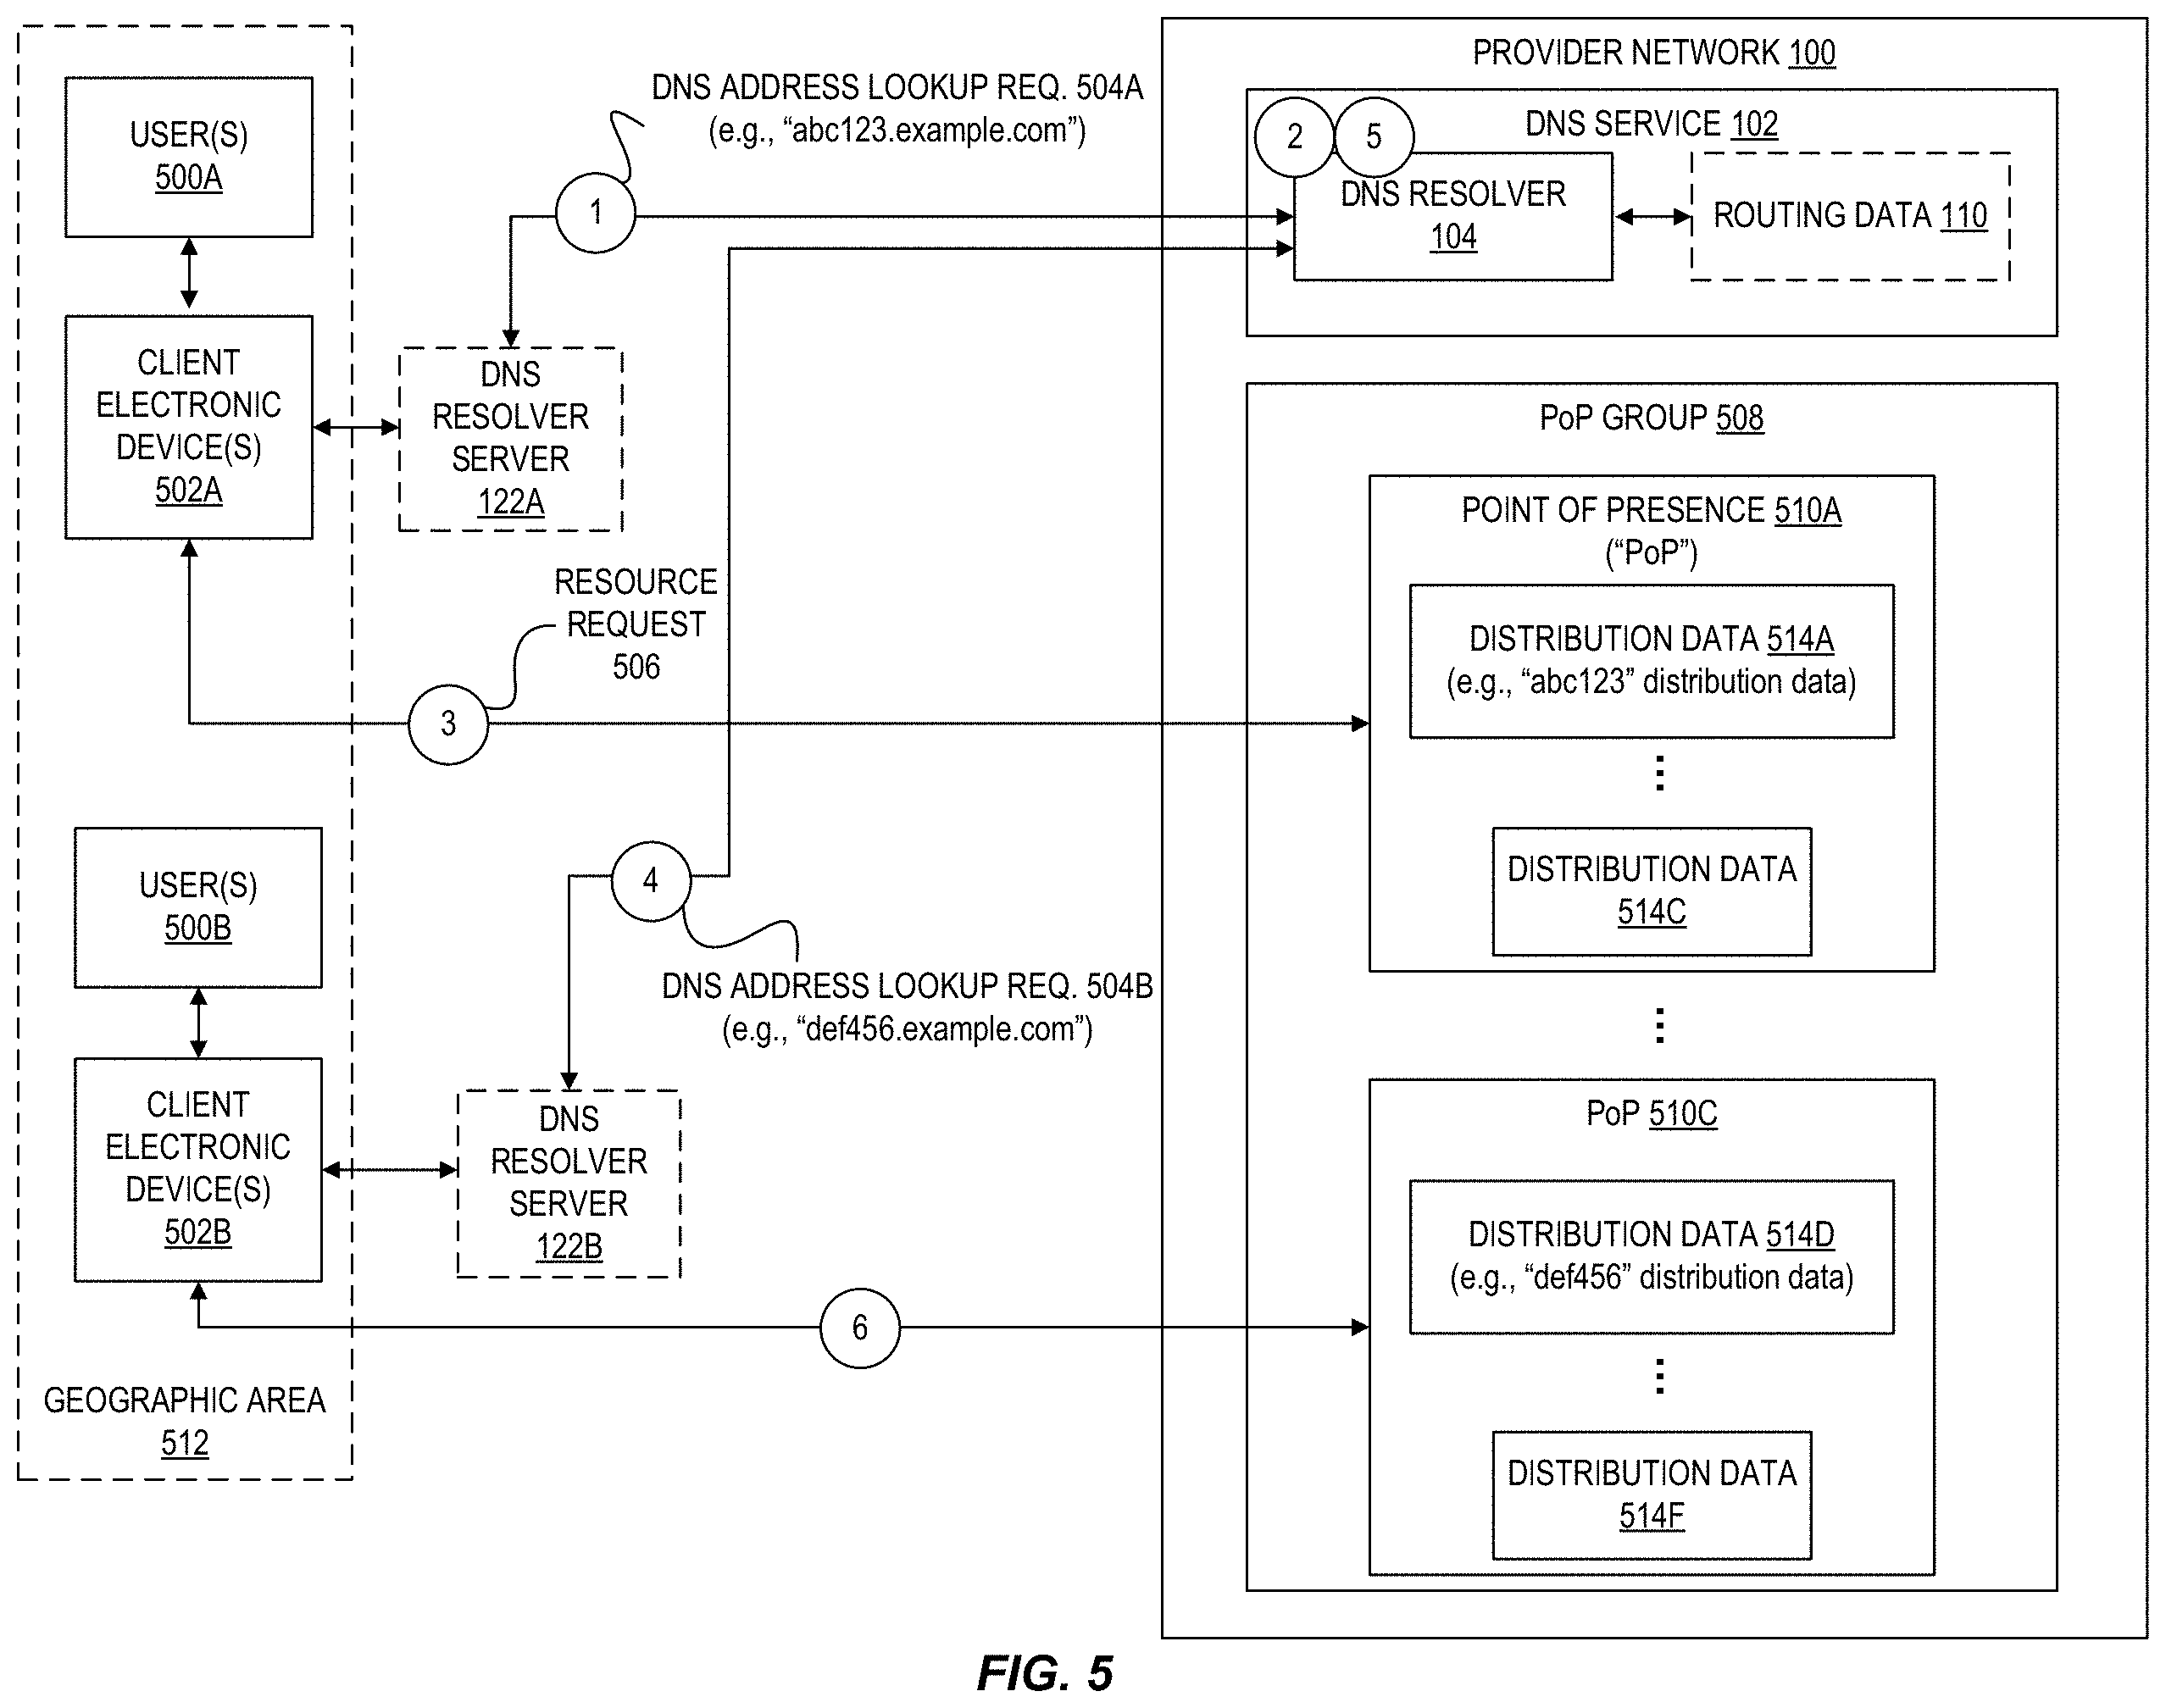 PROVIDER NETWORK 100
DNS SERVICE 102
2
5
DNS RESOLVER
104
ROUTING DATA 110
DNS ADDRESS LOOKUP REQ. 504A
(e.g., “abc123.example.com”)
1
USER(S)
500A
CLIENT
ELECTRONIC
DEVICE(S)
502A
DNS
RESOLVER
SERVER
122A
RESOURCE
REQUEST
506
3
PoP GROUP 508
POINT OF PRESENCE 510A
(“PoP”)
DISTRIBUTION DATA 514A
(e.g., “abc123” distribution data)
DISTRIBUTION DATA
514C
USER(S)
500B
4
DNS ADDRESS LOOKUP REQ. 504B
(e.g., “def456.example.com”)
CLIENT
ELECTRONIC
DEVICE(S)
502B
DNS
RESOLVER
SERVER
122B
6
PoP 510C
DISTRIBUTION DATA 514D
(e.g., “def456” distribution data)
DISTRIBUTION DATA
514F
GEOGRAPHIC AREA
512
FIG. 5